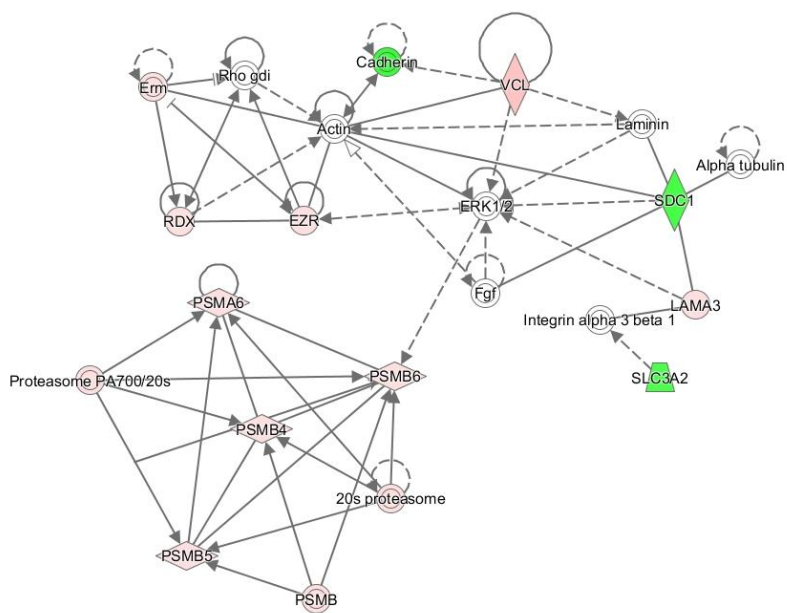 Cadherin
Rho gdi
Erm
VCL
Actin
Laminin
Alpha tubulin
RDX
EZR
ERK1/2
SDC1
Fgf
LAMA3
PSMA6
Integrin alpha 3 beta 1
Proteasome PA700/20s
PSMB6
SLC3A2
PSMB4
20s proteasome
PSMB5
PSMB